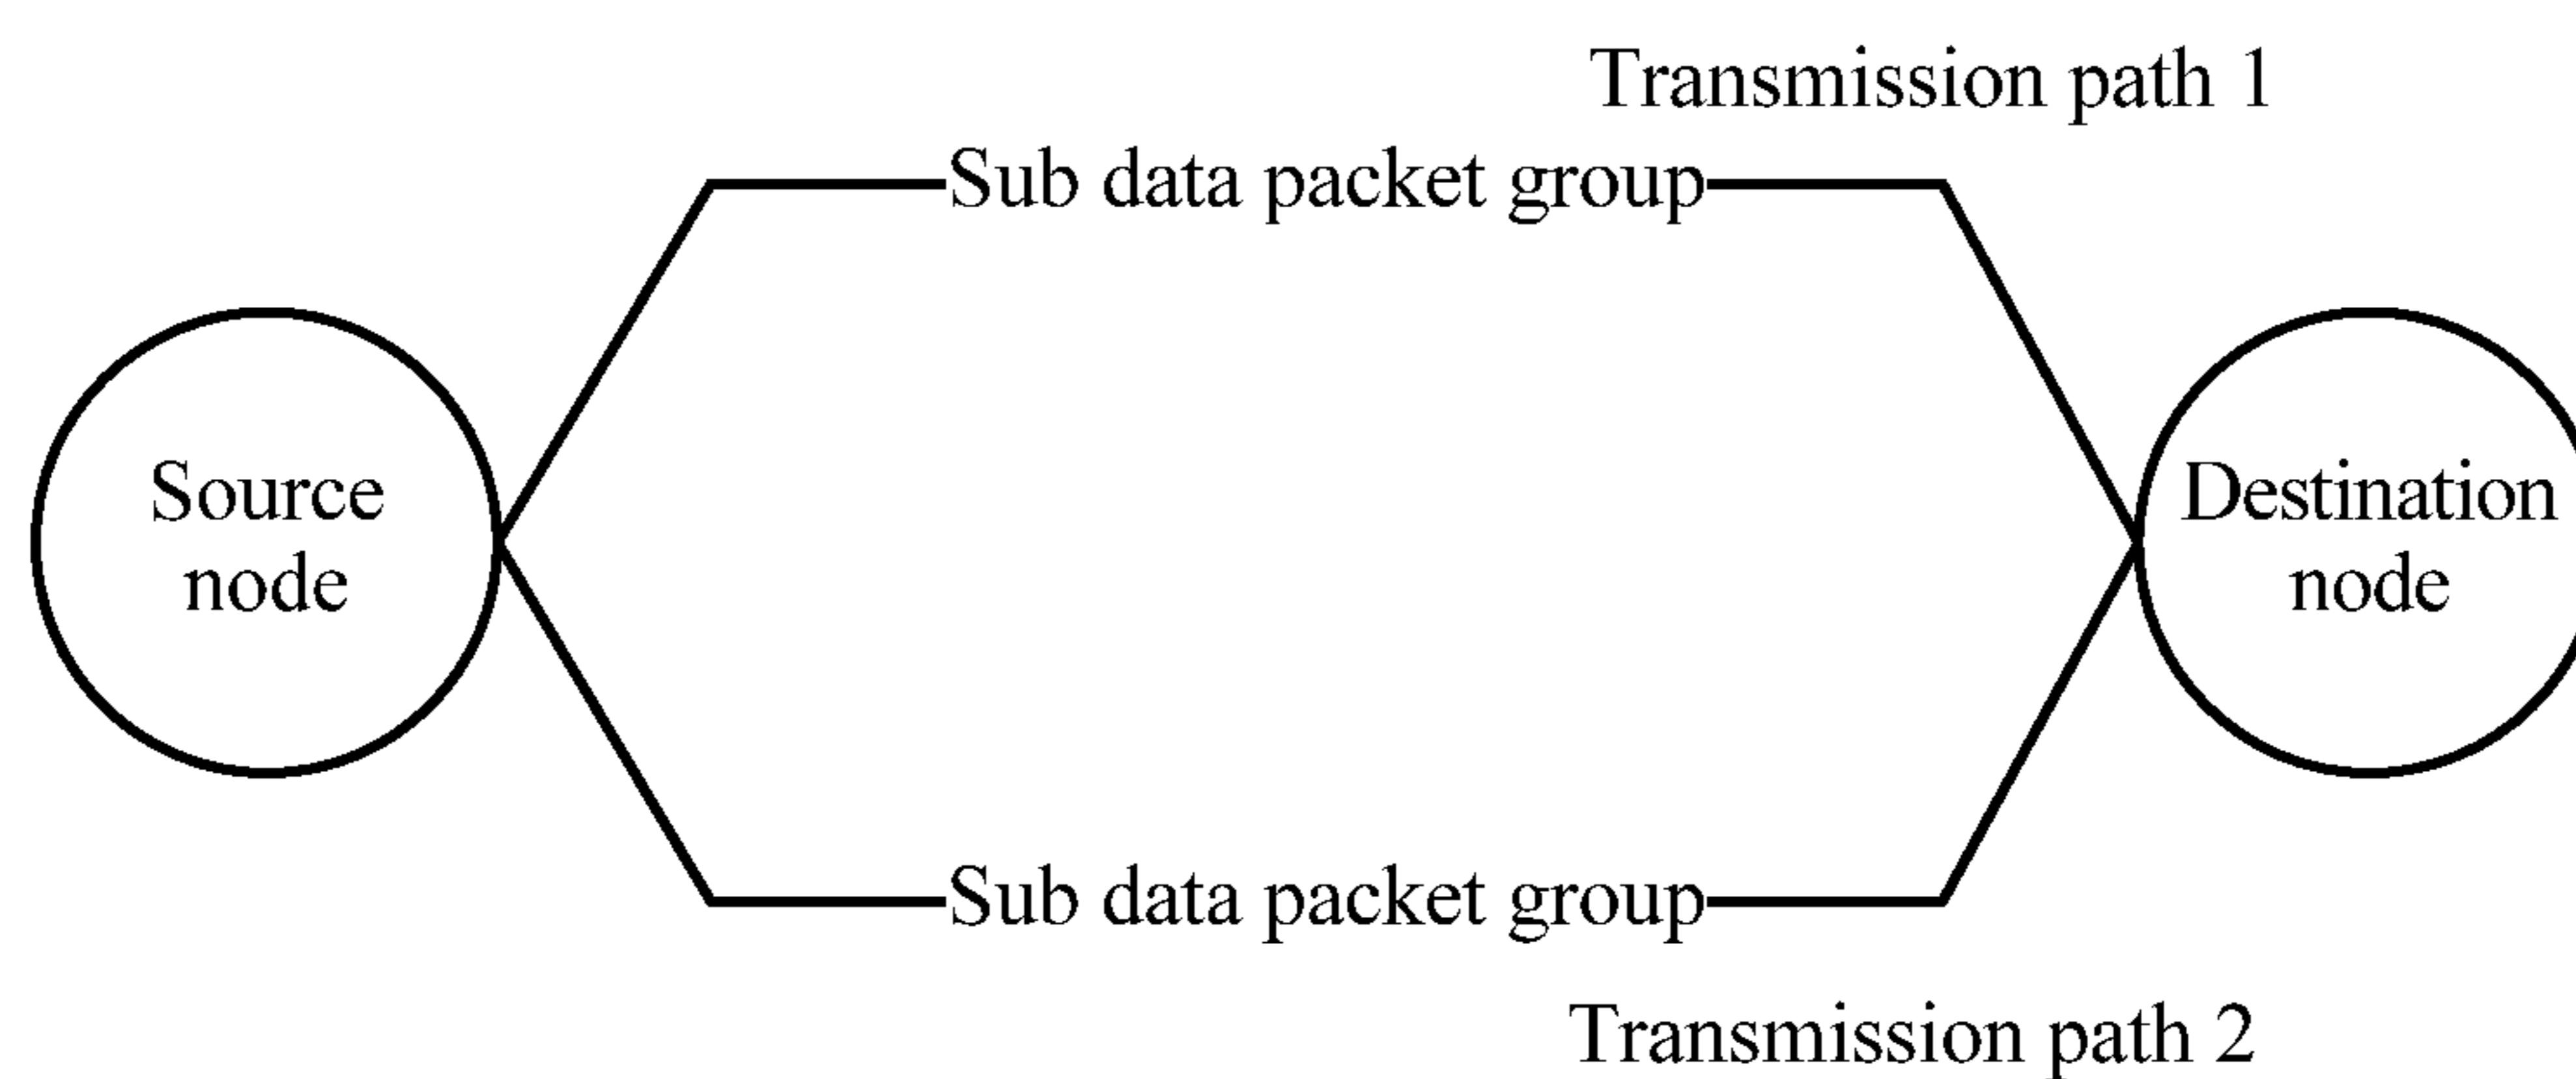 Transmission path 1
Sub data packet group
Source
node
Destination
node
Sub data packet group
Transmission path 2